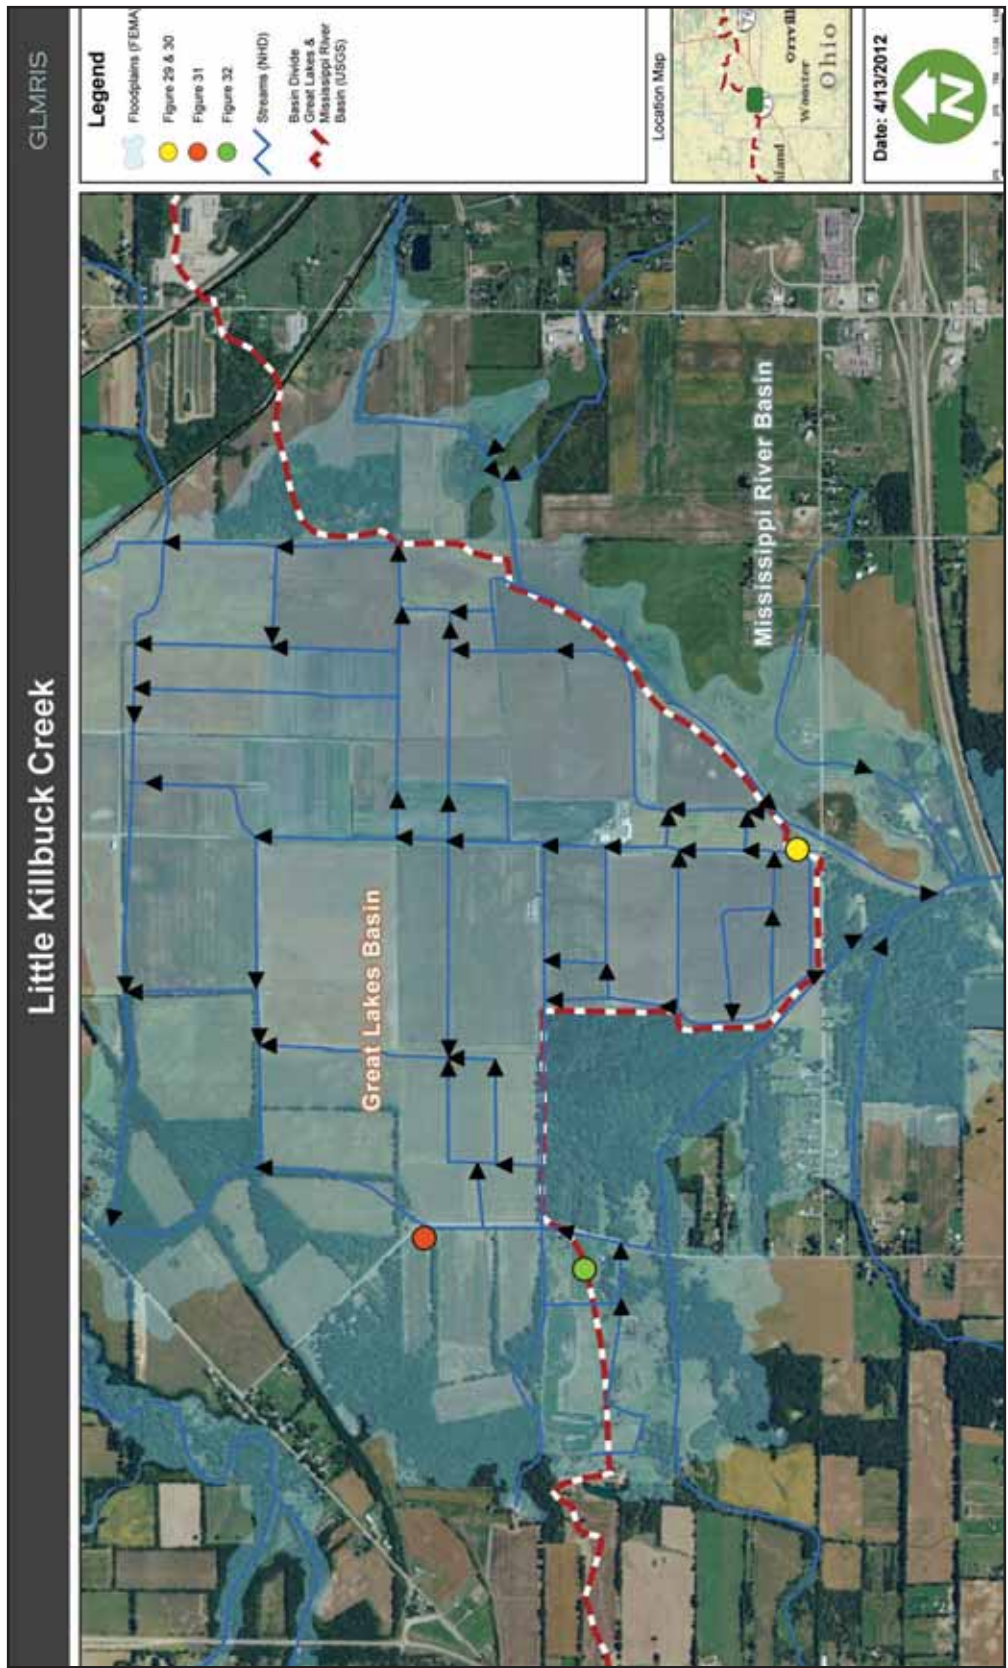 Little Killbuck Creek
GLMRIS
Great Lakes Basin
Mississippi River Basin
Legend
Floodplains (FEMA)
Figure 29 & 30
Figure 31
Figure 32
Streams (NHD)
Basin Divide
Great Lakes &
Mississippi River
Basin (USGS)
Location Map
Orrvill
Wooster
Ohio
hland
Date: 4/13/2012
N